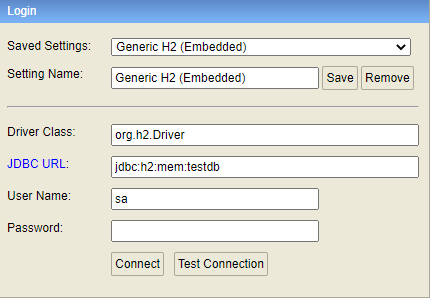 Login
Saved Settings: Generic H2 (Embedded)
Setting Name: Generic H2 (Embedded) Save Remove
Driver Class: org.h2.Driver
JDBC URL: jdbc:h2:mem:testdb
User Name: sa
Password:
Connect Test Connection